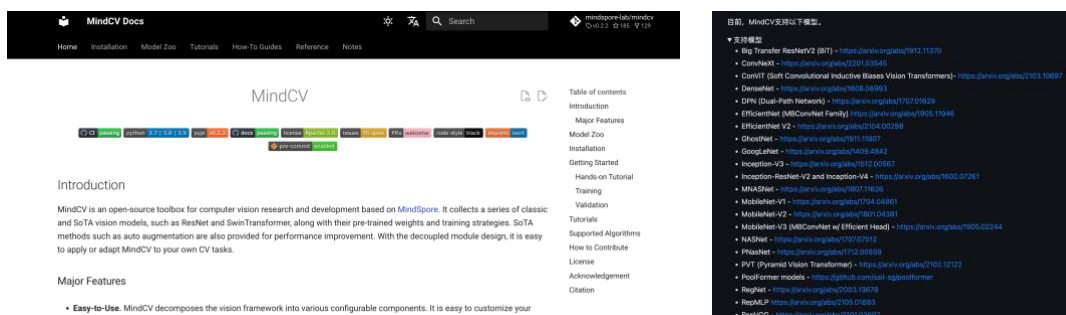 MindCV Docs
Search
mindspore-lab/mindcv
v0.2.2 185 129
Home Installation Model Zoo Tutorials How-To Guides Reference Notes
MindCV
CI passing python 3.7 | 3.8 | 3.9 pypi v0.2.2 docs passing license Apache-2.0 issues open PRs welcome code style black imports isort
pre-commit enabled
Introduction
MindCV is an open-source toolbox for computer vision research and development based on MindSpore. It collects a series of classic
and SoTA vision models, such as ResNet and SwinTransformer, along with their pre-trained weights and training strategies. SoTA
methods such as auto augmentation are also provided for performance improvement. With the decoupled module design, it is easy
to apply or adapt MindCV to your own CV tasks.
Major Features
• Easy-to-Use. MindCV decomposes the vision framework into various configurable components. It is easy to customize your
Table of contents
Introduction
Major Features
Model Zoo
Installation
Getting Started
Hands-on Tutorial
Training
Validation
Tutorials
Supported Algorithms
How to Contribute
License
Acknowledgement
Citation
目前，MindCV支持以下模型。
▼支持模型
• Big Transfer ResNetV2 (BiT) - https://arxiv.org/abs/1912.11370
• ConvNeXt - https://arxiv.org/abs/2201.03545
• ConViT (Soft Convolutional Inductive Biases Vision Transformers)- https://arxiv.org/abs/2103.10697
• DenseNet - https://arxiv.org/abs/1608.06993
• DPN (Dual-Path Network) - https://arxiv.org/abs/1707.01629
• EfficientNet (MBConvNet Family) https://arxiv.org/abs/1905.11946
• EfficientNet V2 - https://arxiv.org/abs/2104.00298
• GhostNet - https://arxiv.org/abs/1911.11907
• GoogLeNet - https://arxiv.org/abs/1409.4842
• Inception-V3 - https://arxiv.org/abs/1512.00567
• Inception-ResNet-V2 and Inception-V4 - https://arxiv.org/abs/1602.07261
• MNASNet - https://arxiv.org/abs/1807.11626
• MobileNet-V1 - https://arxiv.org/abs/1704.04861
• MobileNet-V2 - https://arxiv.org/abs/1801.04381
• MobileNet-V3 (MBConvNet w/ Efficient Head) - https://arxiv.org/abs/1905.02244
• NASNet - https://arxiv.org/abs/1707.07012
• PNasNet - https://arxiv.org/abs/1712.00559
• PVT (Pyramid Vision Transformer) - https://arxiv.org/abs/2102.12122
• PoolFormer models - https://github.com/sail-sg/poolformer
• RegNet - https://arxiv.org/abs/2003.13678
• RepMLP https://arxiv.org/abs/2105.01883
• RepVGG - https://arxiv.org/abs/2101.03697